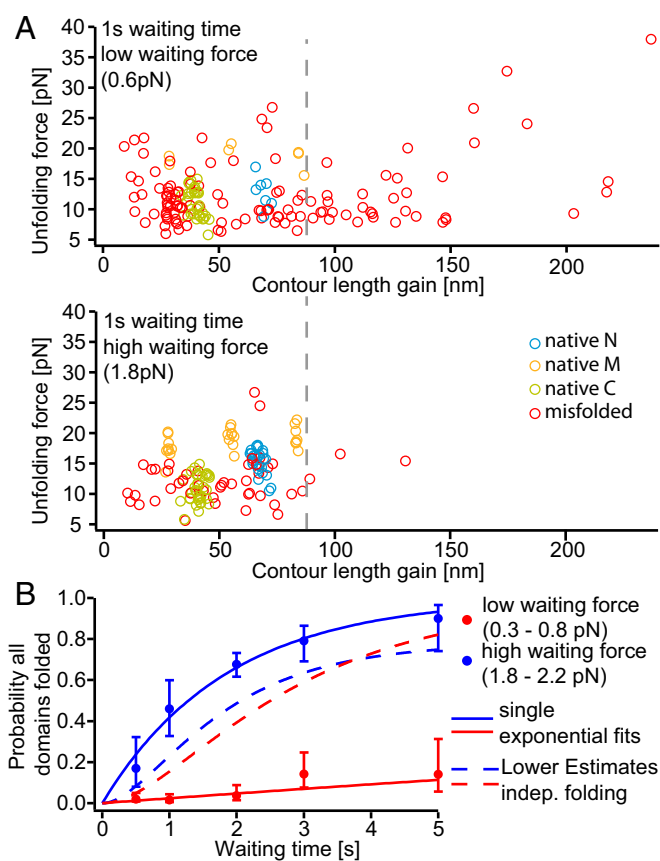 A
1s waiting time
low waiting force
(0.6pN)
Unfolding force [pN]
40
35
30
25
20
15
10
5
0
50
100
150
200
Contour length gain [nm]
1s waiting time
high waiting force
(1.8pN)
Unfolding force [pN]
40
35
30
25
20
15
10
5
native N
native M
native C
misfolded
0
50
100
150
200
Contour length gain [nm]
B
Probability all
domains folded
1.0
0.8
0.6
0.4
0.2
0.0
0
1
2
3
4
5
Waiting time [s]
low waiting force
(0.3 - 0.8 pN)
high waiting force
(1.8 - 2.2 pN)
single
exponential fits
Lower Estimates
indep. folding